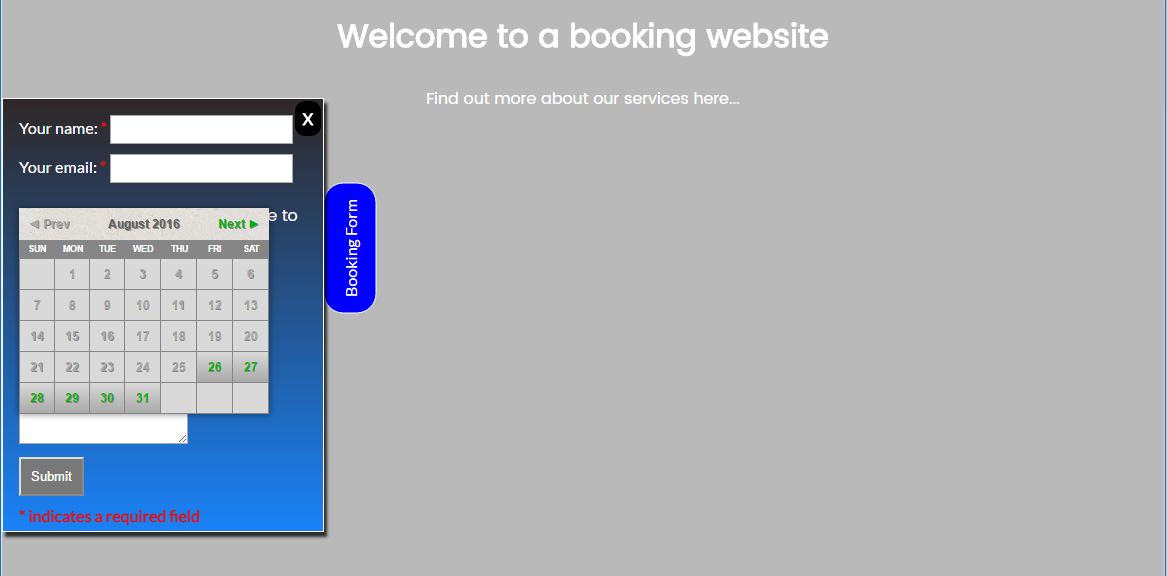 Welcome to a booking website
Find out more about our services here...
X
Your name: *
Your email: *
e to
◄ Prev August 2016 Next ►
SUN MON TUE WED THU FRI SAT
1 2 3 4 5 6
7 8 9 10 11 12 13
14 15 16 17 18 19 20
21 22 23 24 25 26 27
28 29 30 31
Submit
* indicates a required field
Booking Form